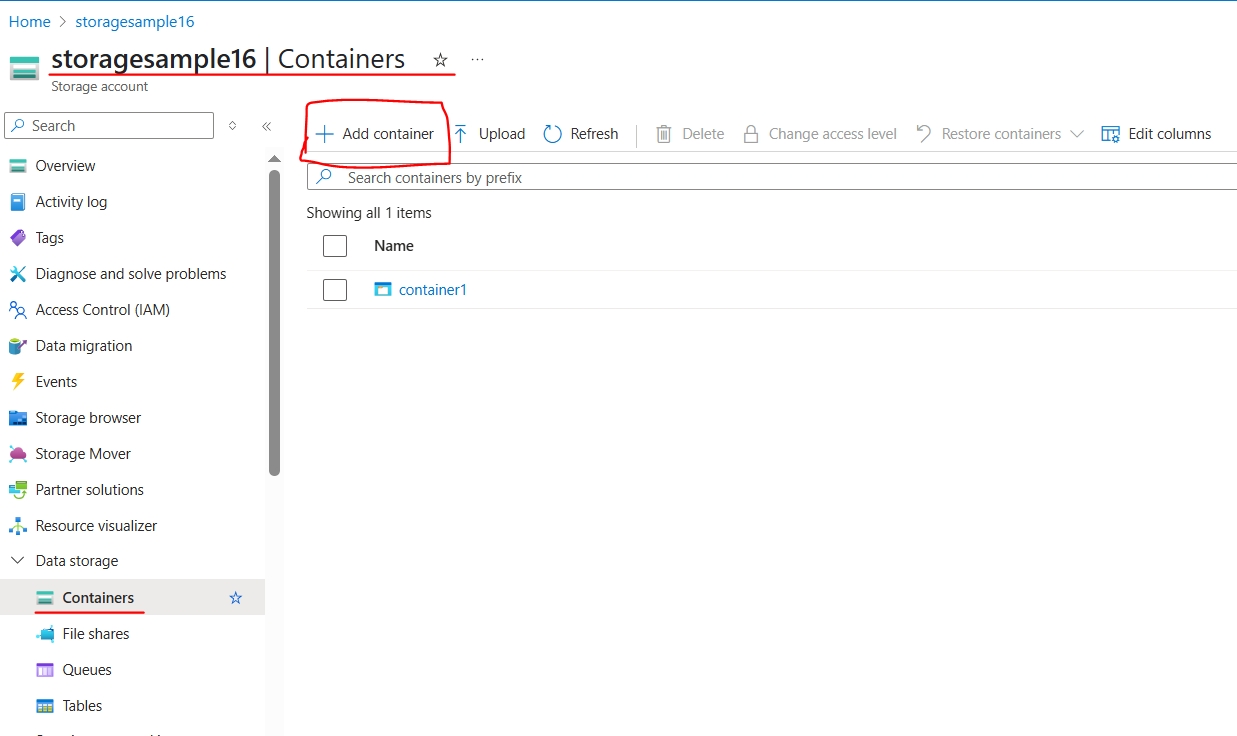 Home > storagesample16
storagesample16 | Containers ...
Storage account
Search
Add container Upload Refresh Delete Change access level Restore containers Edit columns
Search containers by prefix
Showing all 1 items
Name
container1
Overview
Activity log
Tags
Diagnose and solve problems
Access Control (IAM)
Data migration
Events
Storage browser
Storage Mover
Partner solutions
Resource visualizer
Data storage
Containers
File shares
Queues
Tables